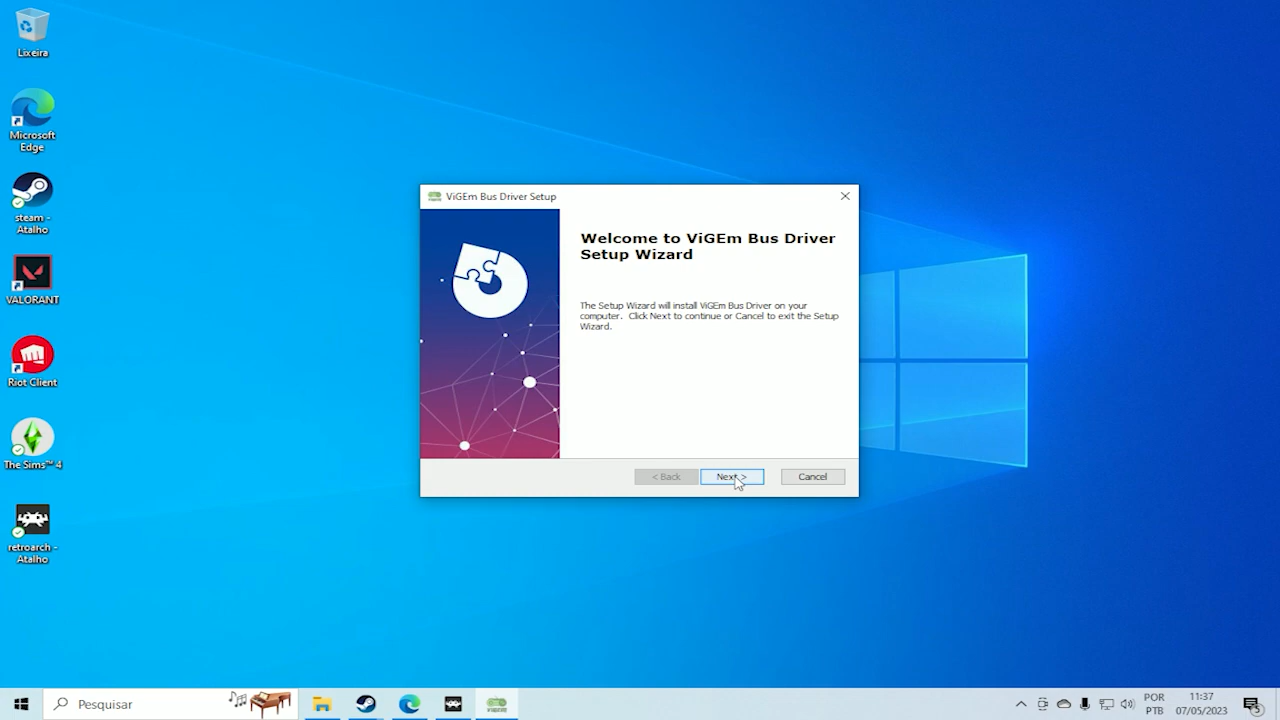 Lixeira
Microsoft
Edge
steam -
Atalho
VALORANT
Riot Client
The Sims™ 4
retroarch -
Atalho
ViGEm Bus Driver Setup
Welcome to ViGEm Bus Driver
Setup Wizard
The Setup Wizard will install ViGEm Bus Driver on your
computer. Click Next to continue or Cancel to exit the Setup
Wizard.
< Back
Next >
Cancel
Pesquisar
POR
PTB
11:37
07/05/2023
5